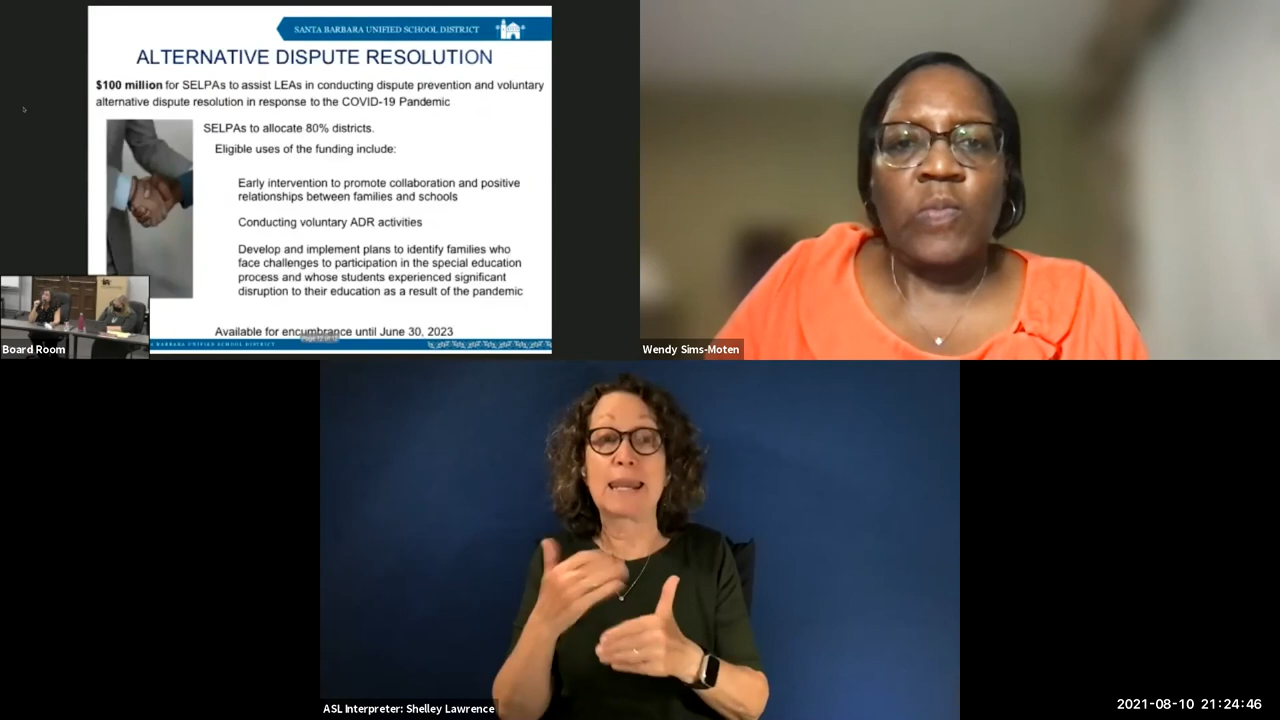 SANTA BARBARA UNIFIED SCHOOL DISTRICT
ALTERNATIVE DISPUTE RESOLUTION
$100 million for SELPAs to assist LEAs in conducting dispute prevention and voluntary
alternative dispute resolution in response to the COVID-19 Pandemic
SELPAs to allocate 80% districts.
Eligible uses of the funding include:
Early intervention to promote collaboration and positive
relationships between families and schools
Conducting voluntary ADR activities
Develop and implement plans to identify families who
face challenges to participation in the special education
process and whose students experienced significant
disruption to their education as a result of the pandemic
Available for encumbrance until June 30, 2023
BARBARA UNIFIED SCHOOL DISTRICT
Board Room
Wendy Sims-Moten
ASL Interpreter: Shelley Lawrence
2021-08-10 21:24:46